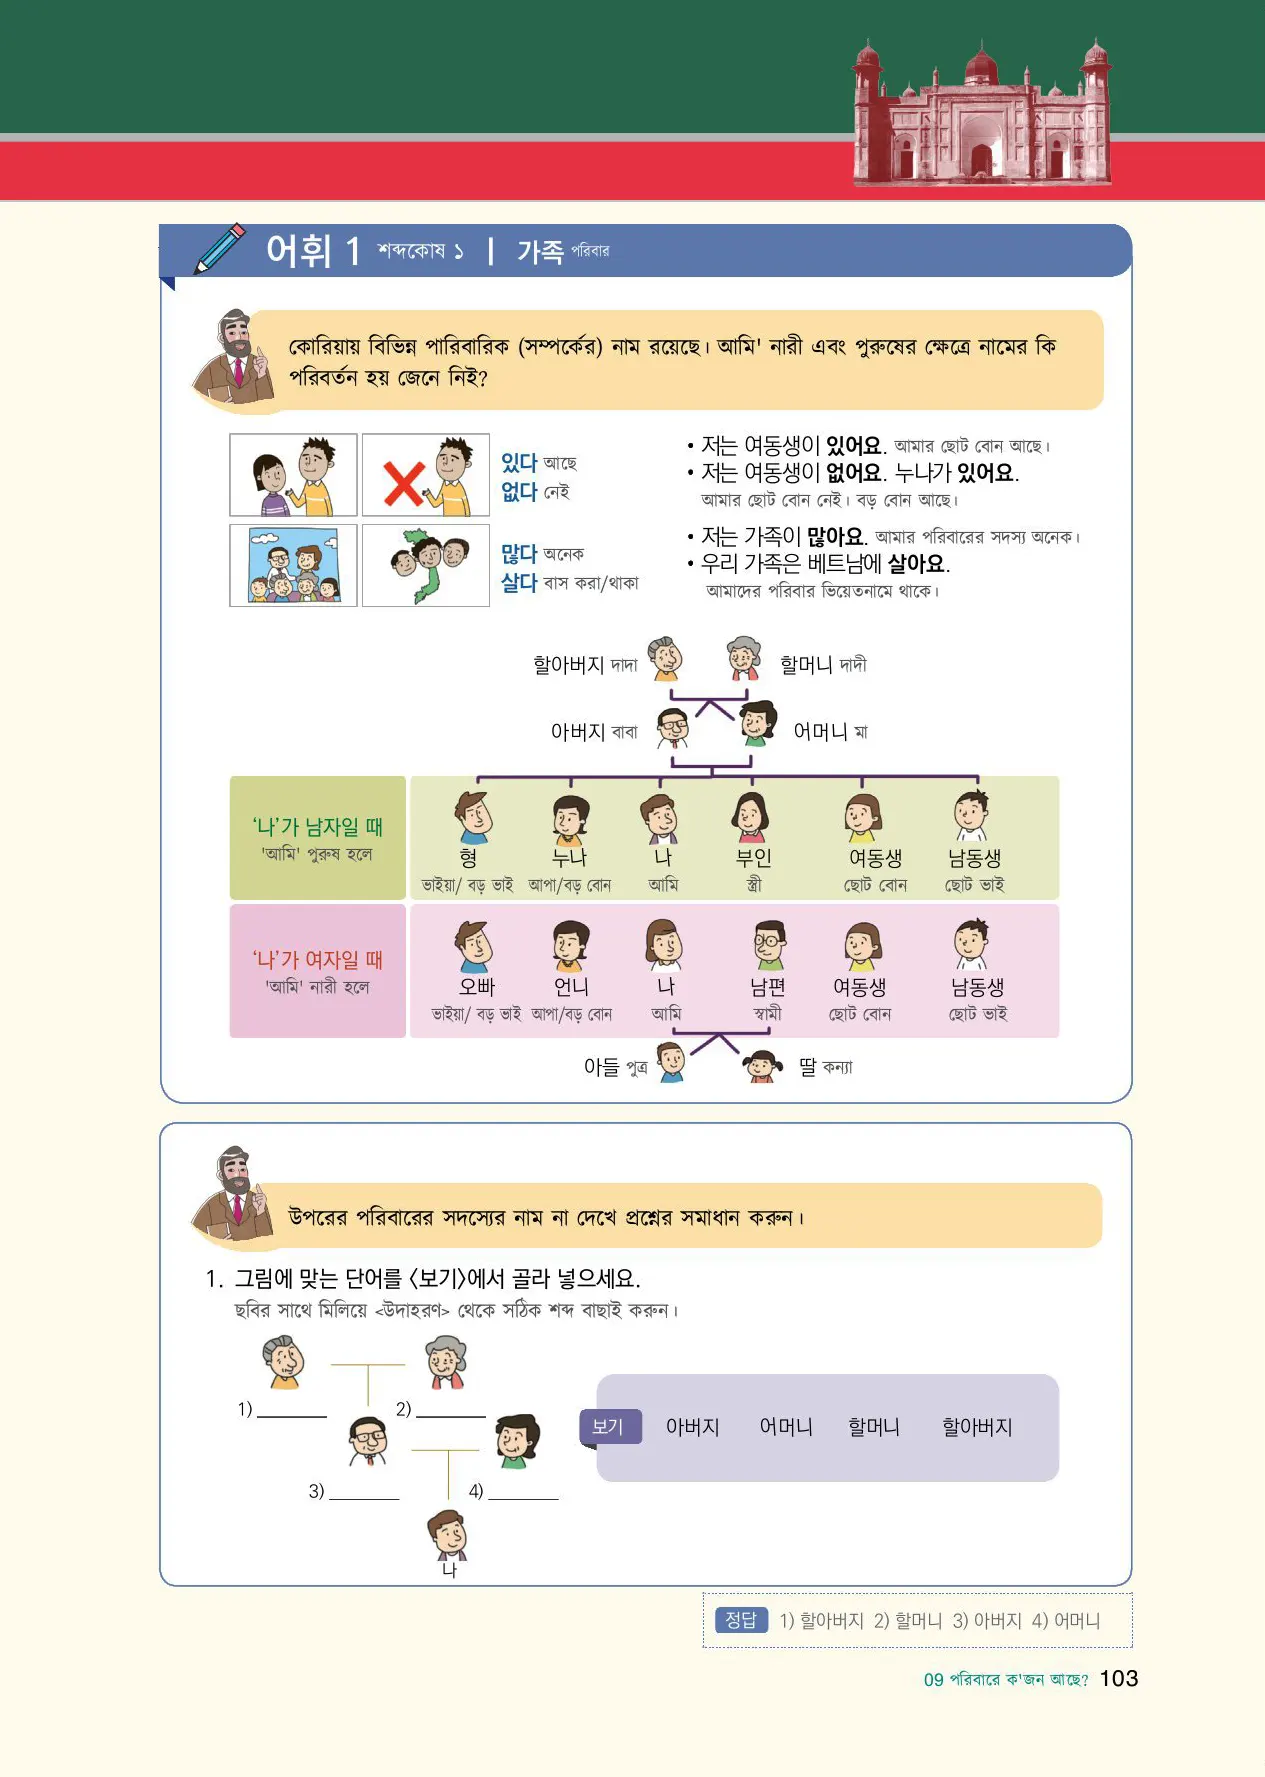 어휘 1 শব্দকোষ ১ | 가족 পরিবার
কোরিয়ায় বিভিন্ন পারিবারিক (সম্পর্কের) নাম রয়েছে। আমি' নারী এবং পুরুষের ক্ষেত্রে নামের কি
পরিবর্তন হয় জেনে নিই?
있다 আছে
없다 নেই
• 저는 여동생이 있어요. আমার ছোট বোন আছে।
• 저는 여동생이 없어요. 누나가 있어요.
আমার ছোট বোন নেই। বড় বোন আছে।
많다 অনেক
살다 বাস করা/থাকা
• 저는 가족이 많아요. আমার পরিবারের সদস্য অনেক।
• 우리 가족은 베트남에 살아요.
আমাদের পরিবার ভিয়েতনামে থাকে।
할아버지 দাদা 할머니 দাদী
아버지 বাবা 어머니 মা
‘나’가 남자일 때
'আমি' পুরুষ হলে
형 누나 나 부인 여동생 남동생
ভাইয়া/ বড় ভাই আপা/বড় বোন আমি স্ত্রী ছোট বোন ছোট ভাই
‘나’가 여자일 때
'আমি' নারী হলে
오빠 언니 나 남편 여동생 남동생
ভাইয়া/ বড় ভাই আপা/বড় বোন আমি স্বামী ছোট বোন ছোট ভাই
아들 পুত্র 딸 কন্যা
উপরের পরিবারের সদস্যের নাম না দেখে প্রশ্নের সমাধান করুন।
1. 그림에 맞는 단어를 〈보기〉에서 골라 넣으세요.
ছবির সাথে মিলিয়ে <উদাহরণ> থেকে সঠিক শব্দ বাছাই করুন।
1) ________ 2) ________
3) ________ 4) ________
나
보기 아버지 어머니 할머니 할아버지
정답 1) 할아버지 2) 할머니 3) 아버지 4) 어머니
09 পরিবারে ক'জন আছে? 103